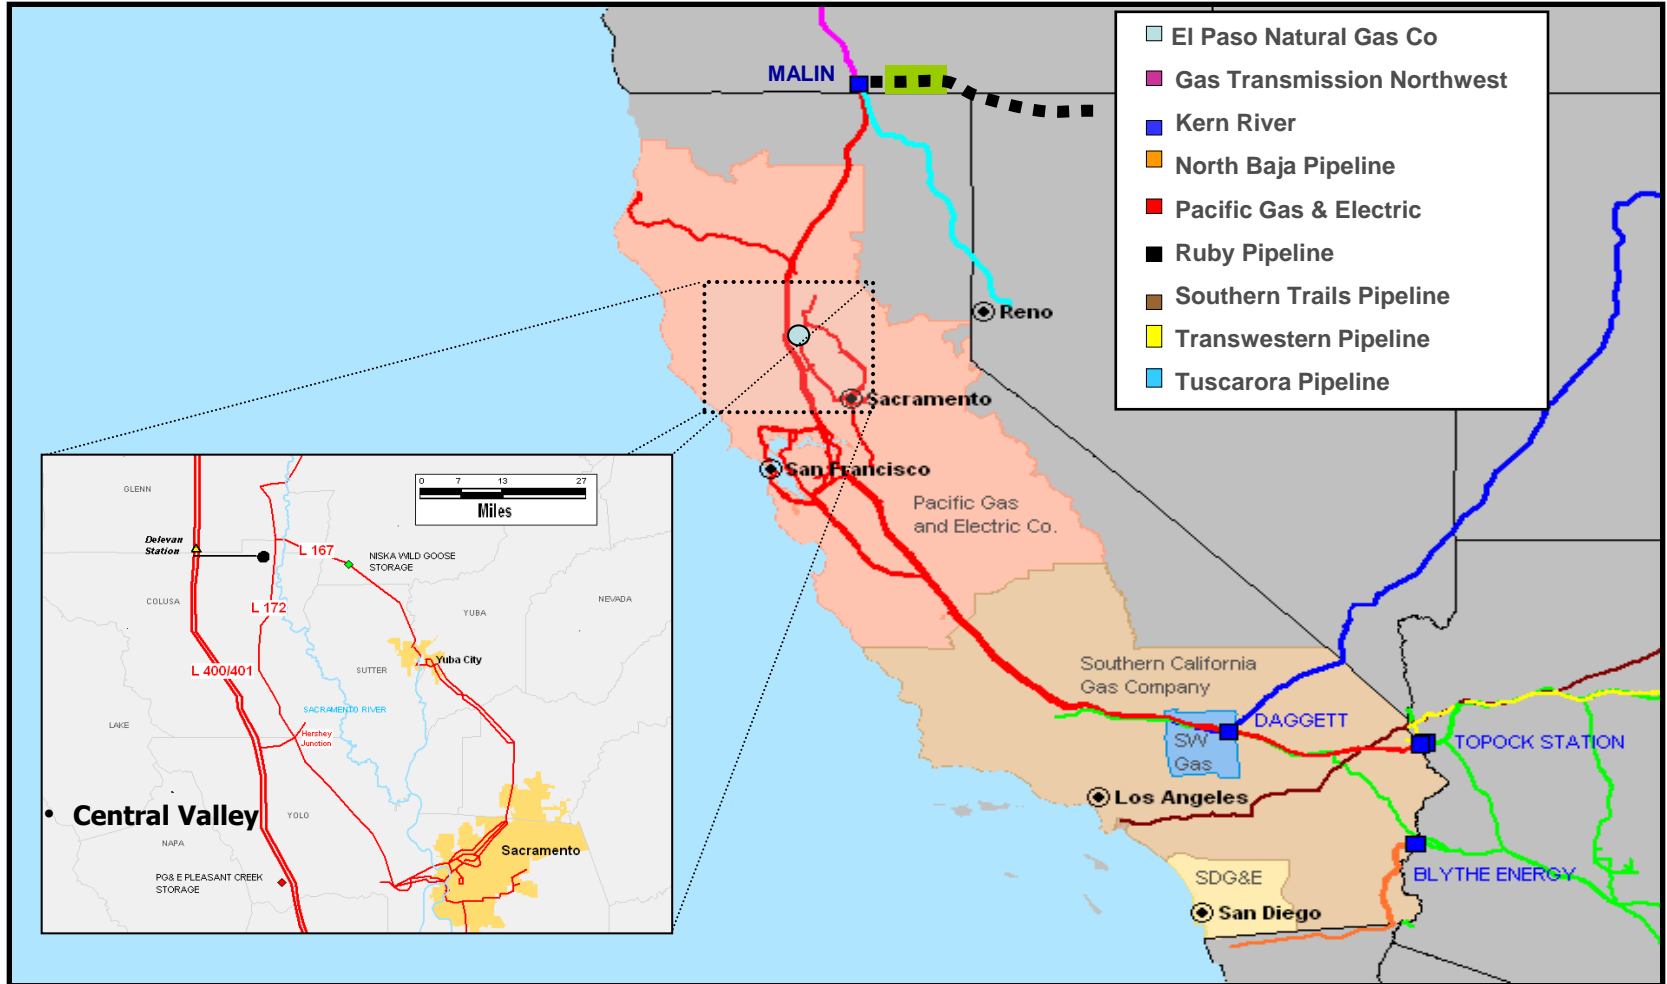 MALIN
El Paso Natural Gas Co
Gas Transmission Northwest
Kern River
North Baja Pipeline
Pacific Gas & Electric
Ruby Pipeline
Southern Trails Pipeline
Transwestern Pipeline
Tuscarora Pipeline
Reno
Sacramento
San Francisco
Pacific Gas
and Electric Co.
Southern California
Gas Company
DAGGETT
SW
Gas
TOPOCK STATION
Los Angeles
BLYTHE ENERGY
SDG&E
San Diego
0 7 13 27
Miles
GLENN
Delevan
Station
L 167
NISKA WILD GOOSE
STORAGE
COLUSA
L 172
YUBA
NEVADA
Yuba City
SUTTER
L 400/401
SACRAMENTO RIVER
LAKE
Hershey
Junction
• Central Valley
YOLO
NAPA
Sacramento
PG& E PLEASANT CREEK
STORAGE